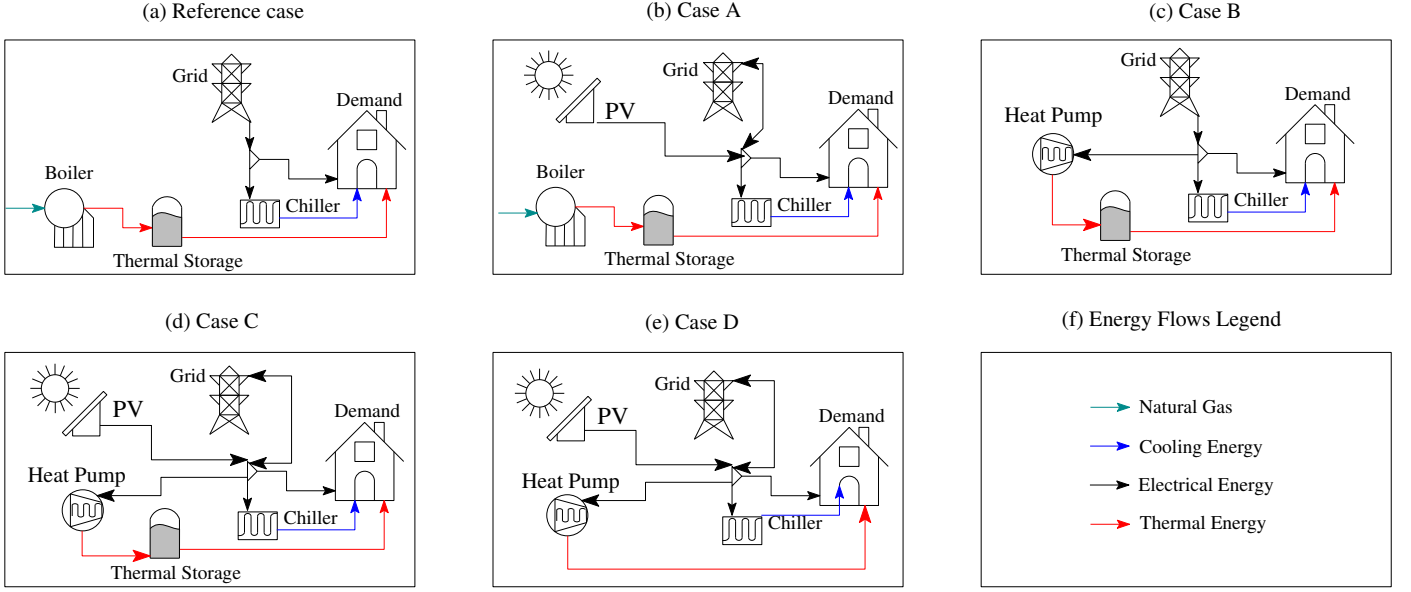 (a) Reference case
Grid
Demand
Boiler
Chiller
Thermal Storage
(b) Case A
PV
Grid
Demand
Boiler
Chiller
Thermal Storage
(c) Case B
Grid
Demand
Heat Pump
Chiller
Thermal Storage
(d) Case C
PV
Grid
Demand
Heat Pump
Chiller
Thermal Storage
(e) Case D
PV
Grid
Demand
Heat Pump
Chiller
(f) Energy Flows Legend
Natural Gas
Cooling Energy
Electrical Energy
Thermal Energy